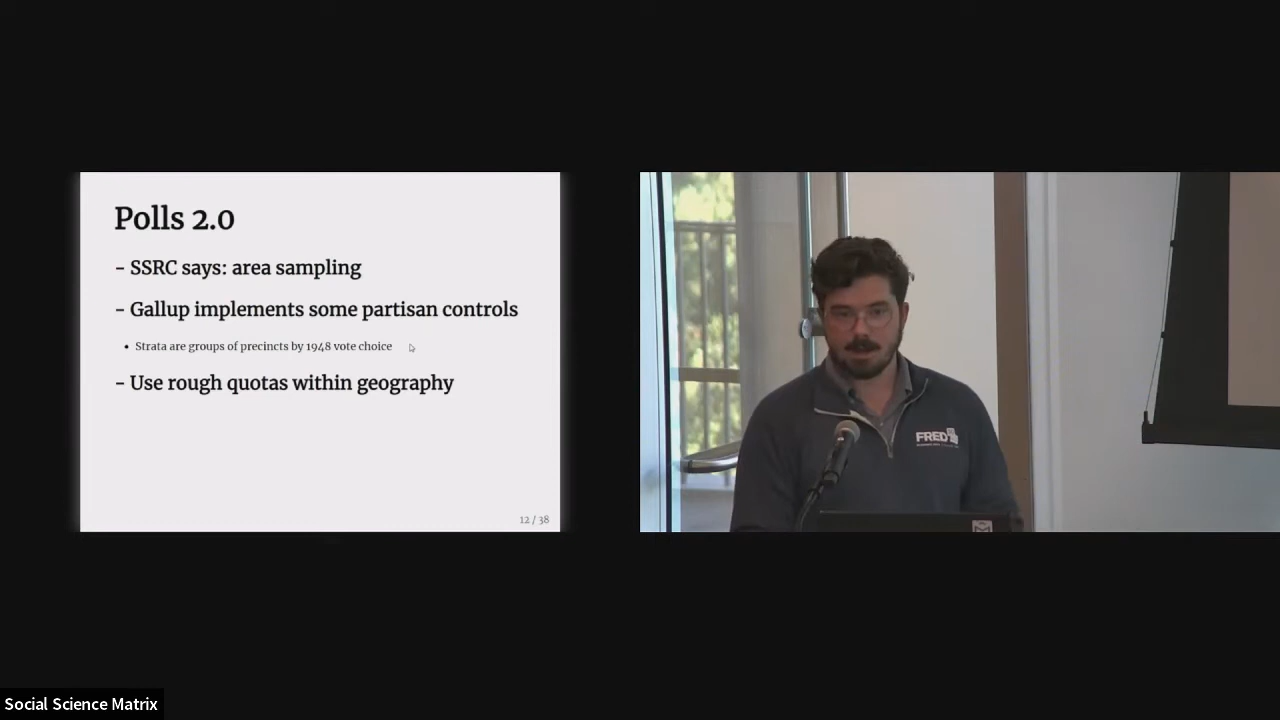 Polls 2.0
- SSRC says: area sampling
- Gallup implements some partisan controls
• Strata are groups of precincts by 1948 vote choice
- Use rough quotas within geography
12 / 38
FRED
Social Science Matrix